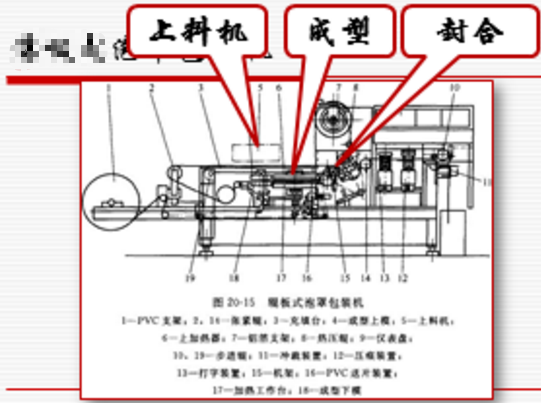 上料机
成型
封合
1 2 3 5 6 7 8 10
11
19 18 17 16 15 14 13 12
图 20-15 辊板式泡罩包装机
1—PVC 支架；2、14—张紧辊；3—充填台；4—成型上模；5—上料机；
6—上加热器；7—铝箔支架；8—热压辊；9—仪表盘；
10、19—步进辊；11—冲裁装置；12—压痕装置；
13—打字装置；15—机架；16—PVC 送片装置；
17—加热工作台；18—成型下模